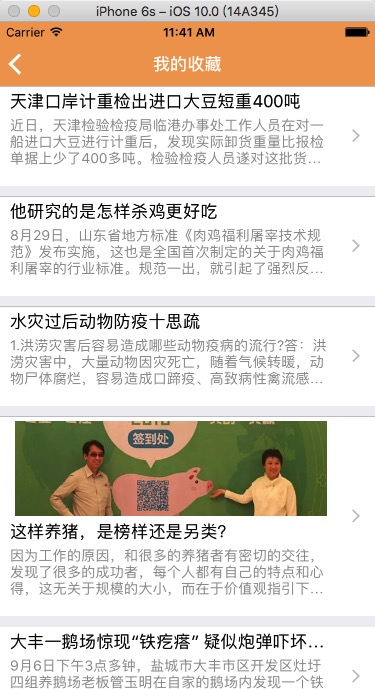 iPhone 6s – iOS 10.0 (14A345)
Carrier 11:41 AM
我的收藏
天津口岸计重检出进口大豆短重400吨
近日，天津检验检疫局临港办事处工作人员在对一
船进口大豆进行计重后，发现实际卸货重量比报检
单据上少了400多吨。检验检疫人员遂对这批货...
他研究的是怎样杀鸡更好吃
8月29日，山东省地方标准《肉鸡福利屠宰技术规
范》发布实施，这也是全国首次制定的关于肉鸡福
利屠宰的行业标准。规范一出，就引起了强烈反...
水灾过后动物防疫十思疏
1.洪涝灾害后容易造成哪些动物疫病的流行?答：洪
涝灾害中，大量动物因灾死亡，随着气候转暖，动
物尸体腐烂，容易造成口蹄疫、高致病性禽流感...
签到处
这样养猪，是榜样还是另类？
因为工作的原因，和很多的养猪者有密切的交往，
发现了很多的成功者，每个人都有自己的特点和心
得，这无关于规模的大小，而在于价值观指引下...
大丰一鹅场惊现“铁疙瘩” 疑似炮弹吓坏...
9月6日下午3点多钟，盐城市大丰市区开发区灶圩
四组养鹅场老板管玉明在自家的鹅场内发现一个铁